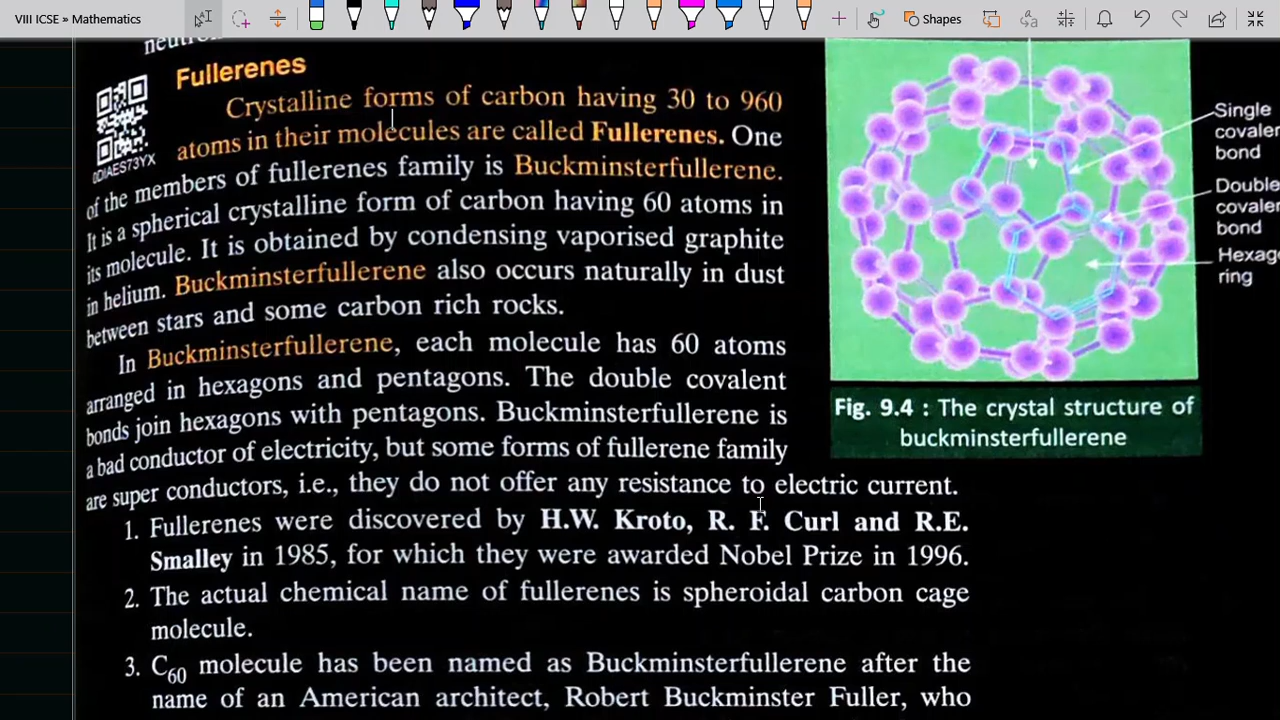 VIII ICSE » Mathematics
Shapes
Fullerenes
Crystalline forms of carbon having 30 to 960
atoms in their molecules are called Fullerenes. One
of the members of fullerenes family is Buckminsterfullerene.
It is a spherical crystalline form of carbon having 60 atoms in
its molecule. It is obtained by condensing vaporised graphite
in helium. Buckminsterfullerene also occurs naturally in dust
between stars and some carbon rich rocks.
In Buckminsterfullerene, each molecule has 60 atoms
arranged in hexagons and pentagons. The double covalent
bonds join hexagons with pentagons. Buckminsterfullerene is
a bad conductor of electricity, but some forms of fullerene family
are super conductors, i.e., they do not offer any resistance to electric current.
1. Fullerenes were discovered by H.W. Kroto, R. F. Curl and R.E.
Smalley in 1985, for which they were awarded Nobel Prize in 1996.
2. The actual chemical name of fullerenes is spheroidal carbon cage
molecule.
3. C60 molecule has been named as Buckminsterfullerene after the
name of an American architect, Robert Buckminster Fuller, who
0DIAES73YX
Single
covale
bond
Double
covale
bond
Hexag
ring
Fig. 9.4 : The crystal structure of
buckminsterfullerene